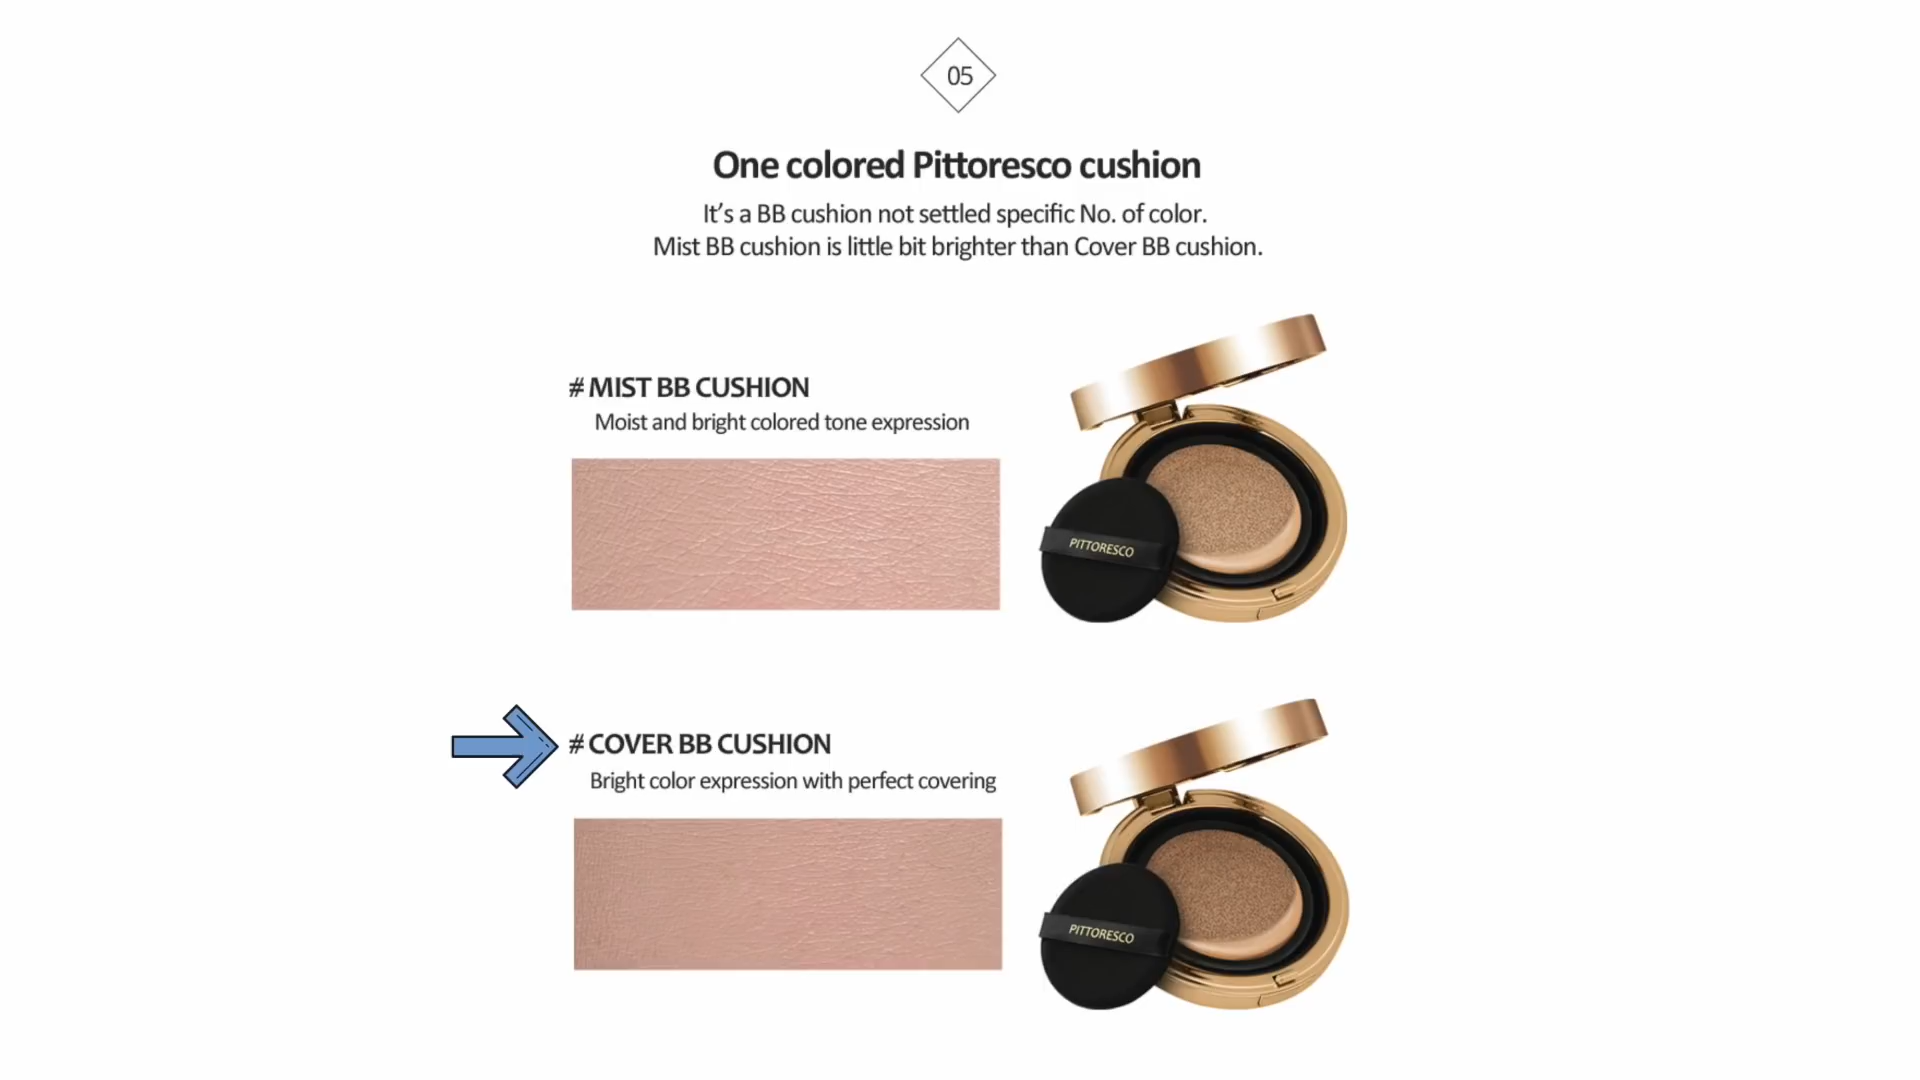 05
One colored Pittoresco cushion
It's a BB cushion not settled specific No. of color.
Mist BB cushion is little bit brighter than Cover BB cushion.
# MIST BB CUSHION
Moist and bright colored tone expression
PITTORESCO
# COVER BB CUSHION
Bright color expression with perfect covering
PITTORESCO